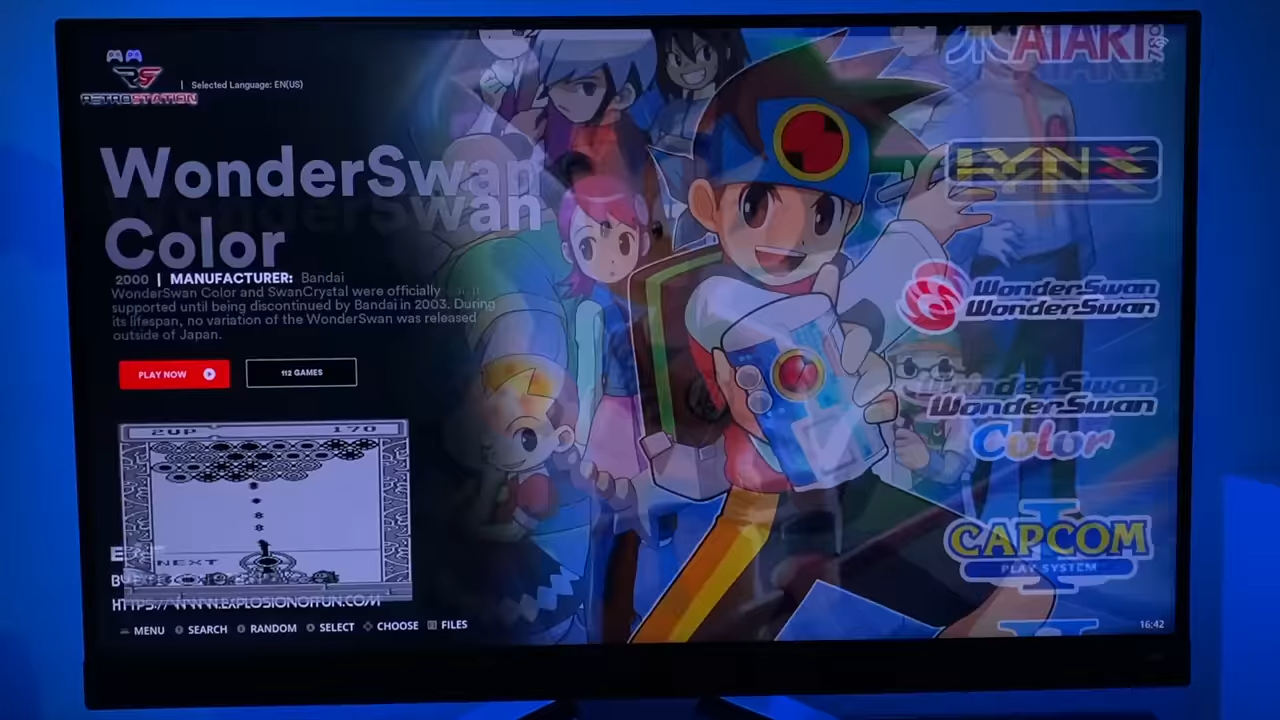 RETROSTATION
Selected Language: EN(US)
WonderSwan
Color
2000 | MANUFACTURER: Bandai
WonderSwan Color and SwanCrystal were officially
supported until being discontinued by Bandai in 2003. During
its lifespan, no variation of the WonderSwan was released
outside of Japan.
PLAY NOW
112 GAMES
2UP 170
NEXT
HTTPS://WWW.EXPLOSIONOFFUN.COM
MENU SEARCH RANDOM SELECT CHOOSE FILES
ATARI
LYNX
WonderSwan
WonderSwan
WonderSwan
WonderSwan
Color
CAPCOM
PLAY SYSTEM
I
16:42